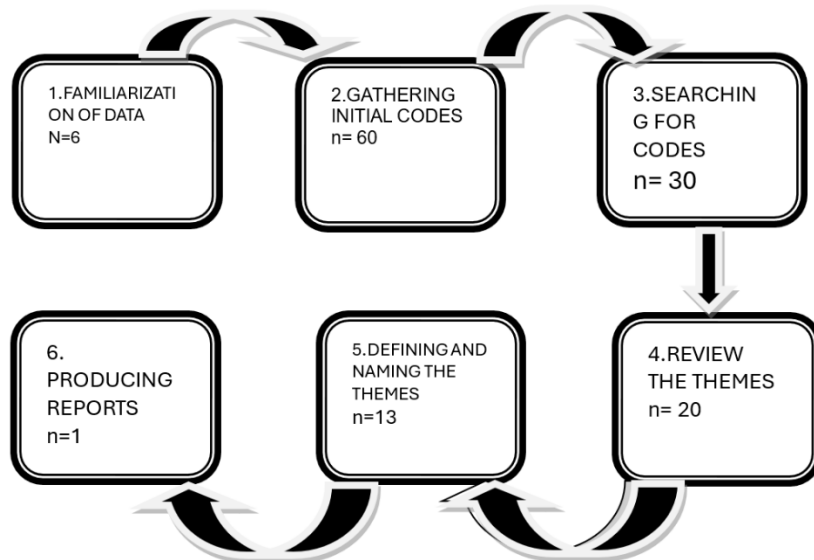 1.FAMILIARIZATI
ON OF DATA
N=6
2.GATHERING
INITIAL CODES
n= 60
3.SEARCHIN
G FOR
CODES
n= 30
4.REVIEW
THE THEMES
n= 20
5.DEFINING AND
NAMING THE
THEMES
n=13
6.
PRODUCING
REPORTS
n=1